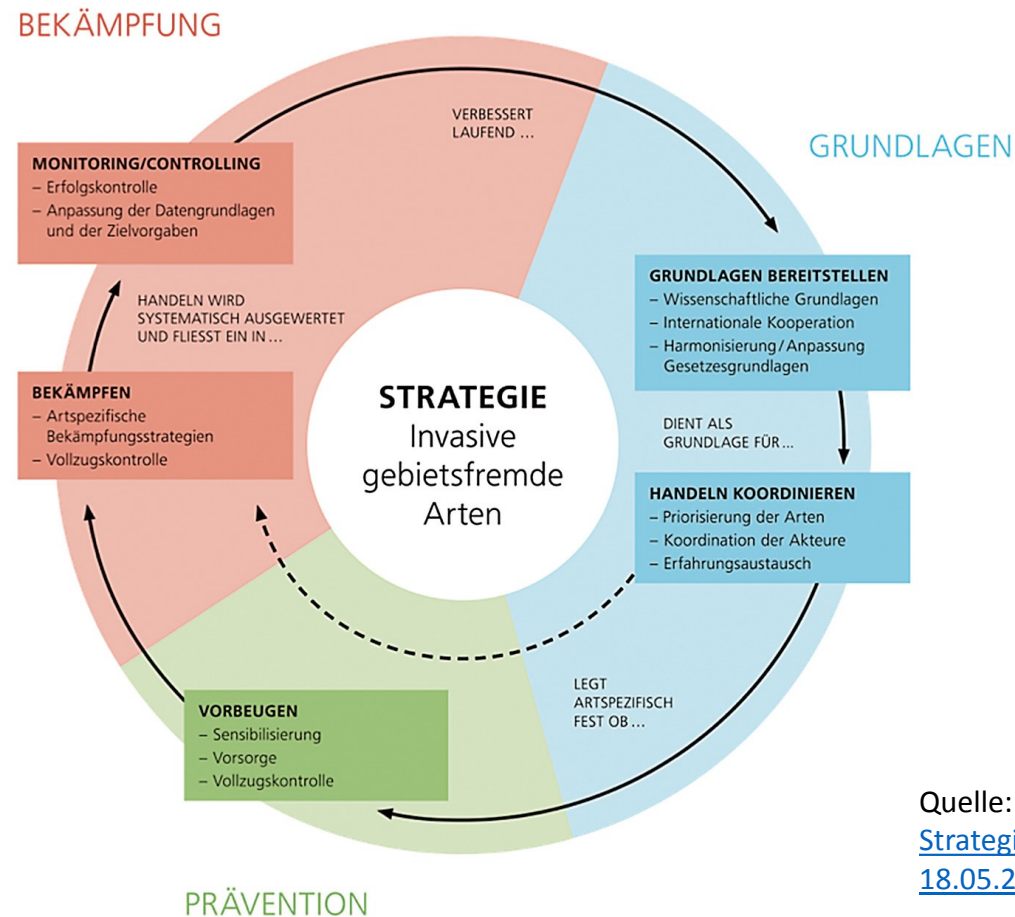 BEKÄMPFUNG
VERBESSERT
LAUFEND ...
GRUNDLAGEN
MONITORING/CONTROLLING
– Erfolgskontrolle
– Anpassung der Datengrundlagen
und der Zielvorgaben
GRUNDLAGEN BEREITSTELLEN
– Wissenschaftliche Grundlagen
– Internationale Kooperation
– Harmonisierung/Anpassung
Gesetzesgrundlagen
HANDELN WIRD
SYSTEMATISCH AUSGEWERTET
UND FLIESST EIN IN ...
BEKÄMPFEN
– Artspezifische
Bekämpfungsstrategien
– Vollzugskontrolle
STRATEGIE
Invasive
gebietsfremde
Arten
DIENT ALS
GRUNDLAGE FÜR ...
HANDELN KOORDINIEREN
– Priorisierung der Arten
– Koordination der Akteure
– Erfahrungsaustausch
LEGT
ARTSPEZIFISCH
FEST OB ...
VORBEUGEN
– Sensibilisierung
– Vorsorge
– Vollzugskontrolle
PRÄVENTION
Quelle: